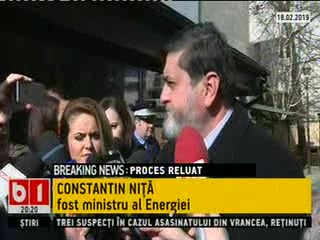 18.02.2019
BREAKING NEWS : PROCES RELUAT
CONSTANTIN NIȚĂ
fost ministru al Energiei
b1
20:20
ȘTIRI
TREI SUSPECȚI ÎN CAZUL ASASINATULUI DIN VRANCEA, REȚINUȚI